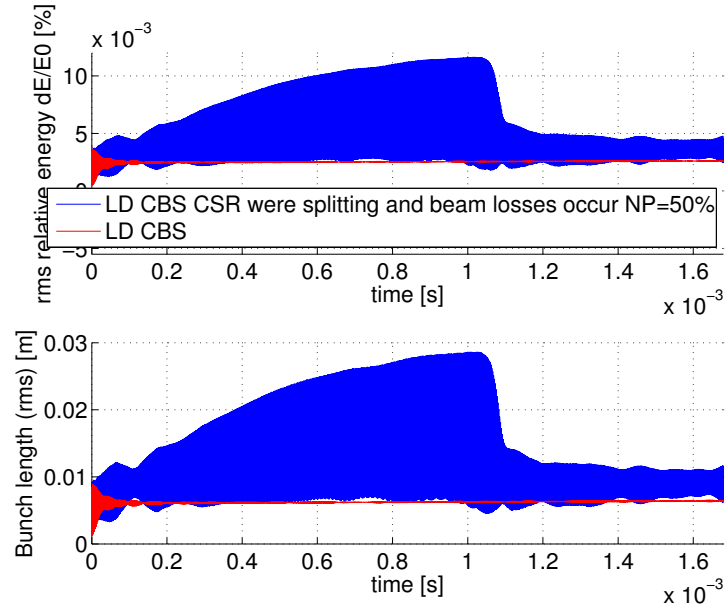 x 10⁻³
rms relative energy dE/E0 [%]
10
5
0
−5
LD CBS CSR were splitting and beam losses occur NP=50%
LD CBS
0 0.2 0.4 0.6 0.8 1 1.2 1.4 1.6
time [s]
x 10⁻³
Bunch length (rms) [m]
0.03
0.02
0.01
0
0 0.2 0.4 0.6 0.8 1 1.2 1.4 1.6
time [s]
x 10⁻³